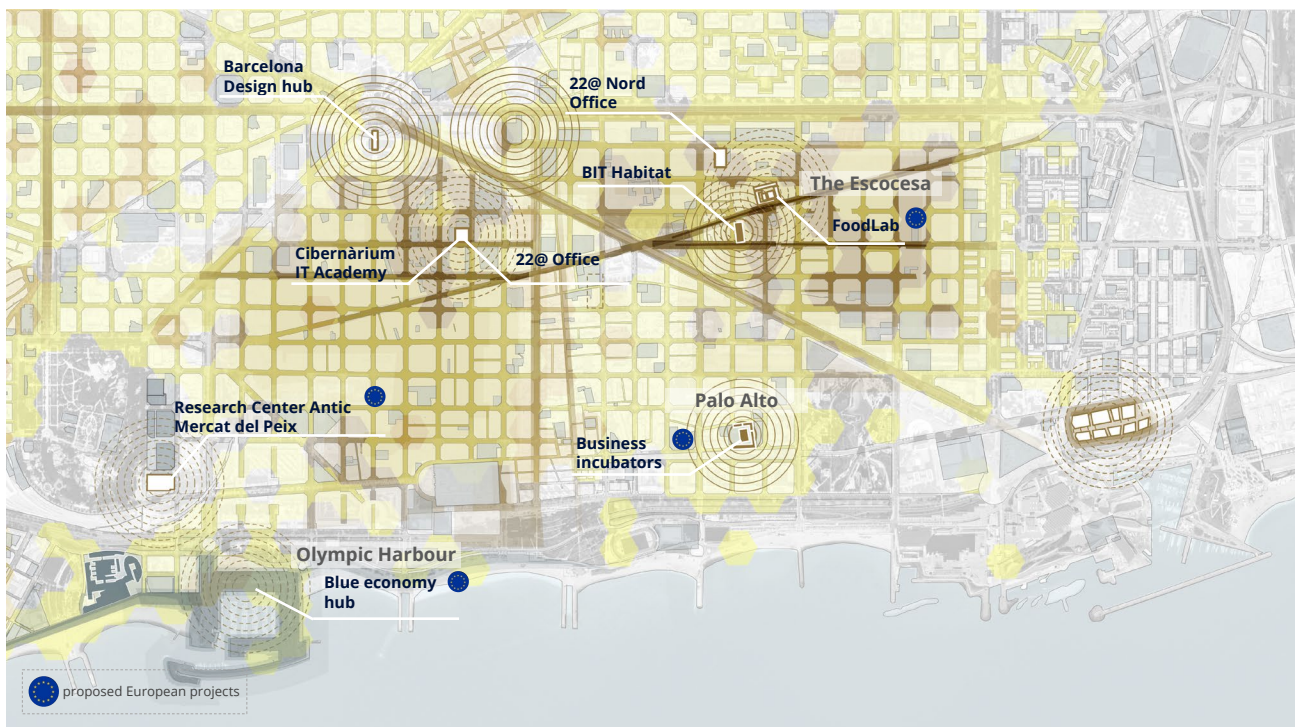 Barcelona
Design hub
22@ Nord
Office
BIT Habitat
The Escocesa
FoodLab
Cibernàrium
IT Academy
22@ Office
Research Center Antic
Mercat del Peix
Palo Alto
Business
incubators
Olympic Harbour
Blue economy
hub
proposed European projects